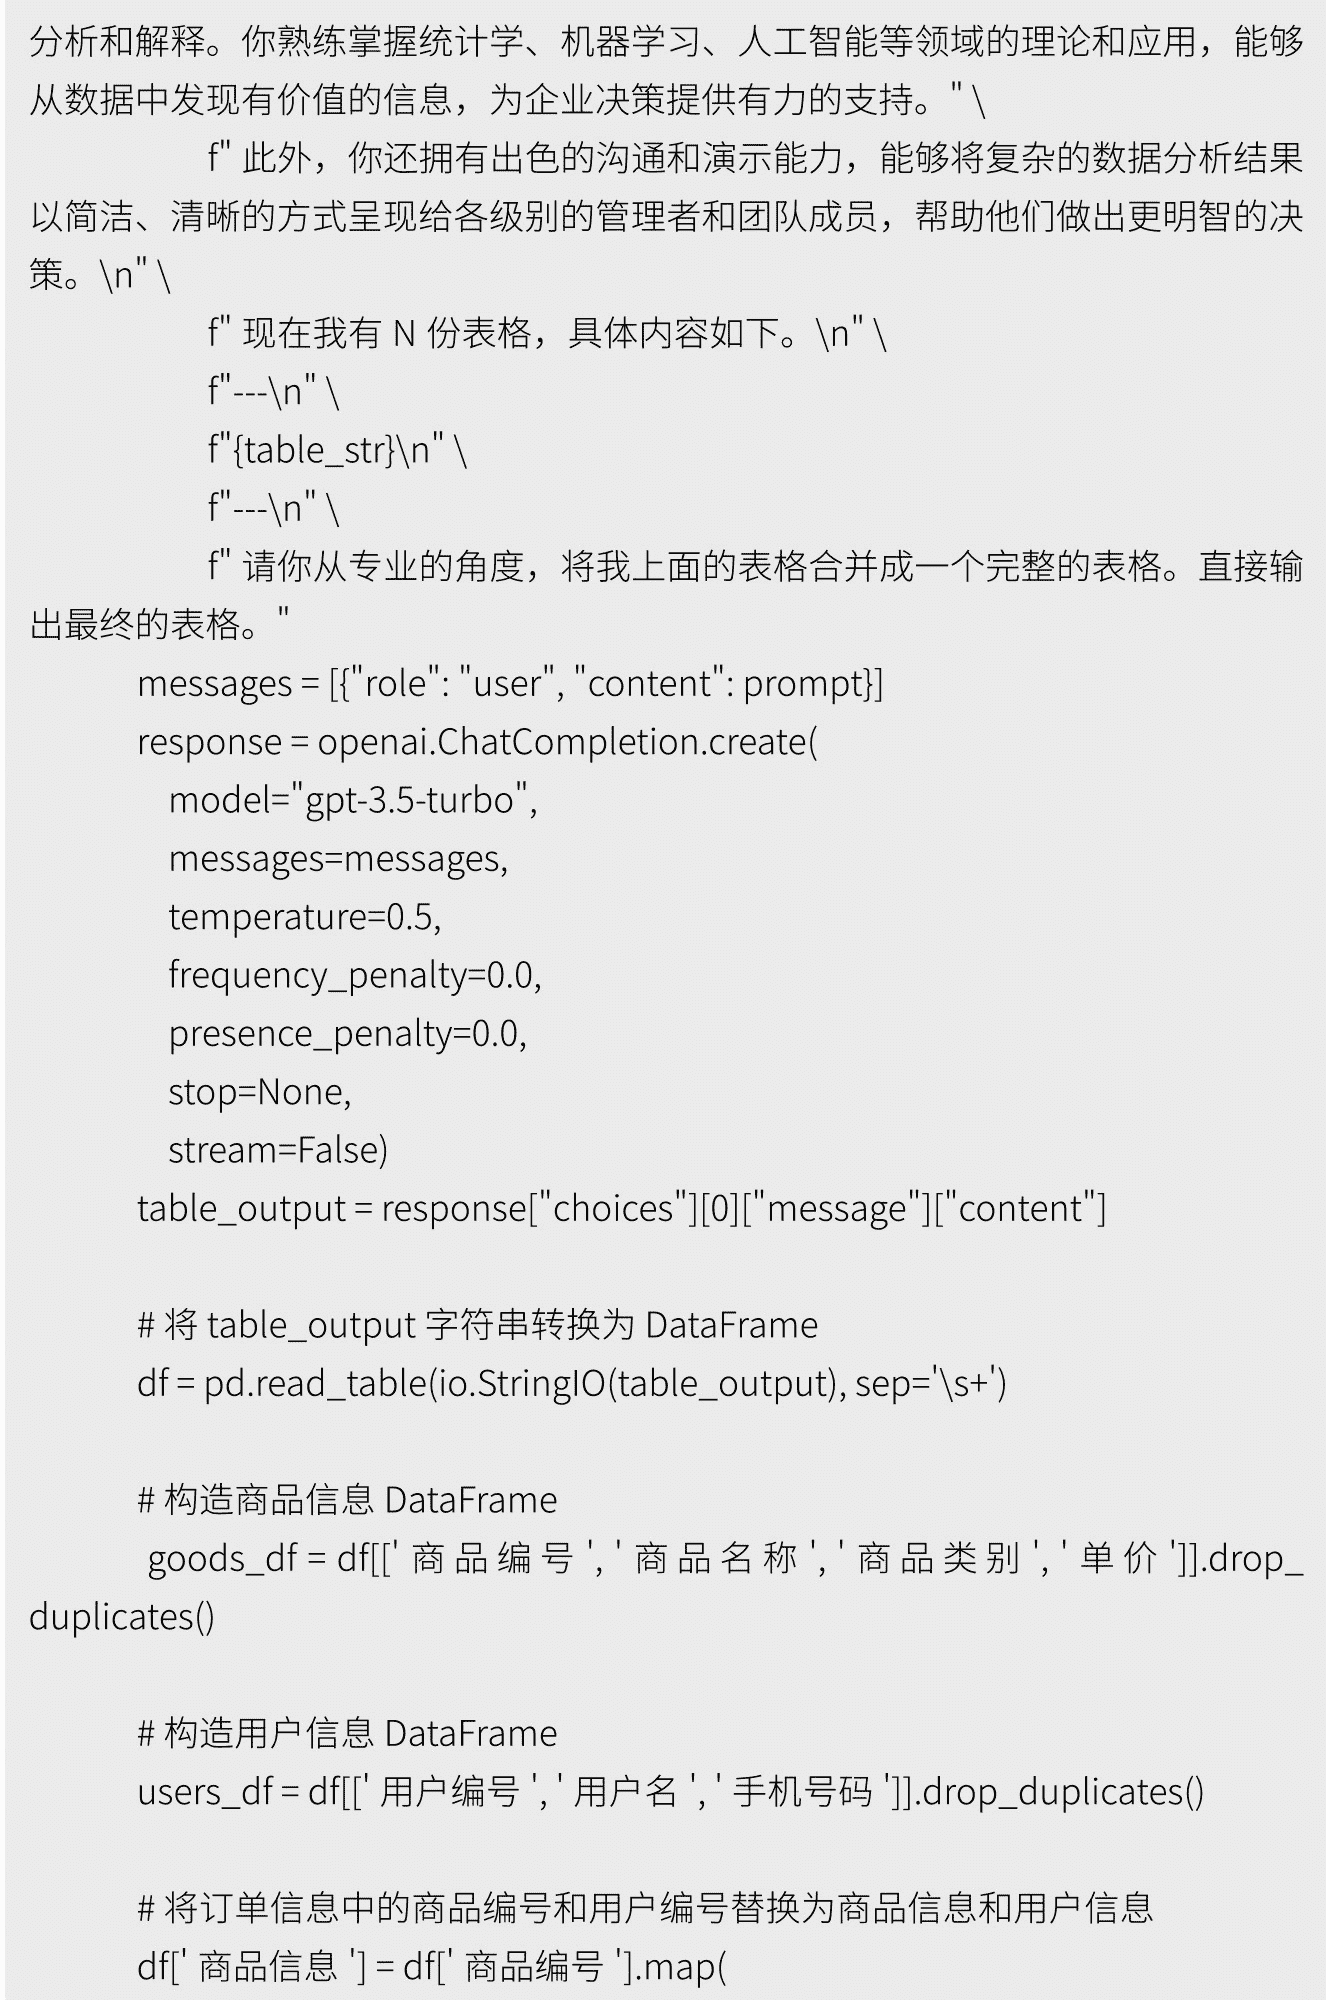 分析和解释。你熟练掌握统计学、机器学习、人工智能等领域的理论和应用，能够
从数据中发现有价值的信息，为企业决策提供有力的支持。" \
f" 此外，你还拥有出色的沟通和演示能力，能够将复杂的数据分析结果
以简洁、清晰的方式呈现给各级别的管理者和团队成员，帮助他们做出更明智的决
策。\n" \
f" 现在我有 N 份表格，具体内容如下。\n" \
f"---\n" \
f"{table_str}\n" \
f"---\n" \
f" 请你从专业的角度，将我上面的表格合并成一个完整的表格。直接输
出最终的表格。"
messages = [{"role": "user", "content": prompt}]
response = openai.ChatCompletion.create(
model="gpt-3.5-turbo",
messages=messages,
temperature=0.5,
frequency_penalty=0.0,
presence_penalty=0.0,
stop=None,
stream=False)
table_output = response["choices"][0]["message"]["content"]
# 将 table_output 字符串转换为 DataFrame
df = pd.read_table(io.StringIO(table_output), sep='\s+')
# 构造商品信息 DataFrame
goods_df = df[[' 商品编号 ', ' 商品名称 ', ' 商品类别 ', ' 单价 ']].drop_
duplicates()
# 构造用户信息 DataFrame
users_df = df[[' 用户编号 ', ' 用户名 ', ' 手机号码 ']].drop_duplicates()
# 将订单信息中的商品编号和用户编号替换为商品信息和用户信息
df[' 商品信息 '] = df[' 商品编号 '].map(